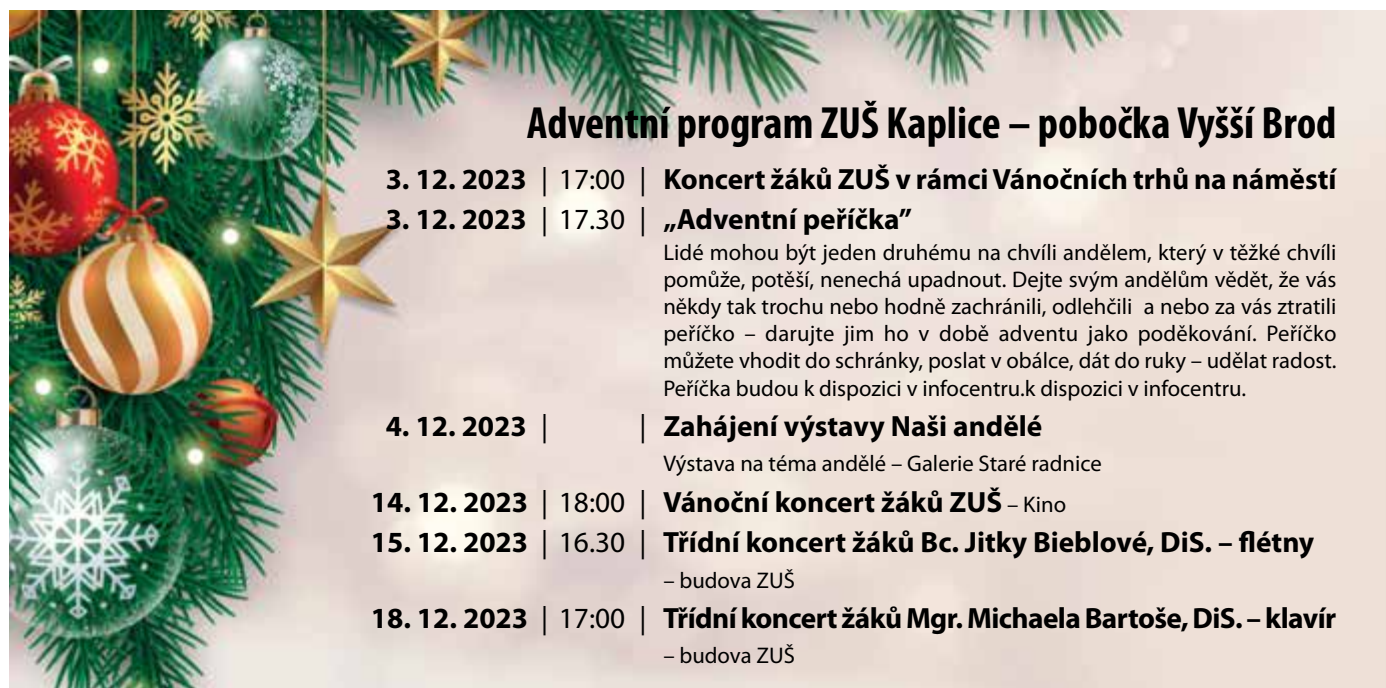 Adventní program ZUŠ Kaplice – pobočka Vyšší Brod
3. 12. 2023 | 17:00 | Koncert žáků ZUŠ v rámci Vánočních trhů na náměstí
3. 12. 2023 | 17.30 | „Adventní peříčka”
Lidé mohou být jeden druhému na chvíli andělem, který v těžké chvíli
pomůže, potěší, nenechá upadnout. Dejte svým andělům vědět, že vás
někdy tak trochu nebo hodně zachránili, odlehčili a nebo za vás ztratili
peříčko – darujte jim ho v době adventu jako poděkování. Peříčko
můžete vhodit do schránky, poslat v obálce, dát do ruky – udělat radost.
Peříčka budou k dispozici v infocentru.k dispozici v infocentru.
4. 12. 2023 | | Zahájení výstavy Naši andělé
Výstava na téma andělé – Galerie Staré radnice
14. 12. 2023 | 18:00 | Vánoční koncert žáků ZUŠ – Kino
15. 12. 2023 | 16.30 | Třídní koncert žáků Bc. Jitky Bieblové, DiS. – flétny
– budova ZUŠ
18. 12. 2023 | 17:00 | Třídní koncert žáků Mgr. Michaela Bartoše, DiS. – klavír
– budova ZUŠ